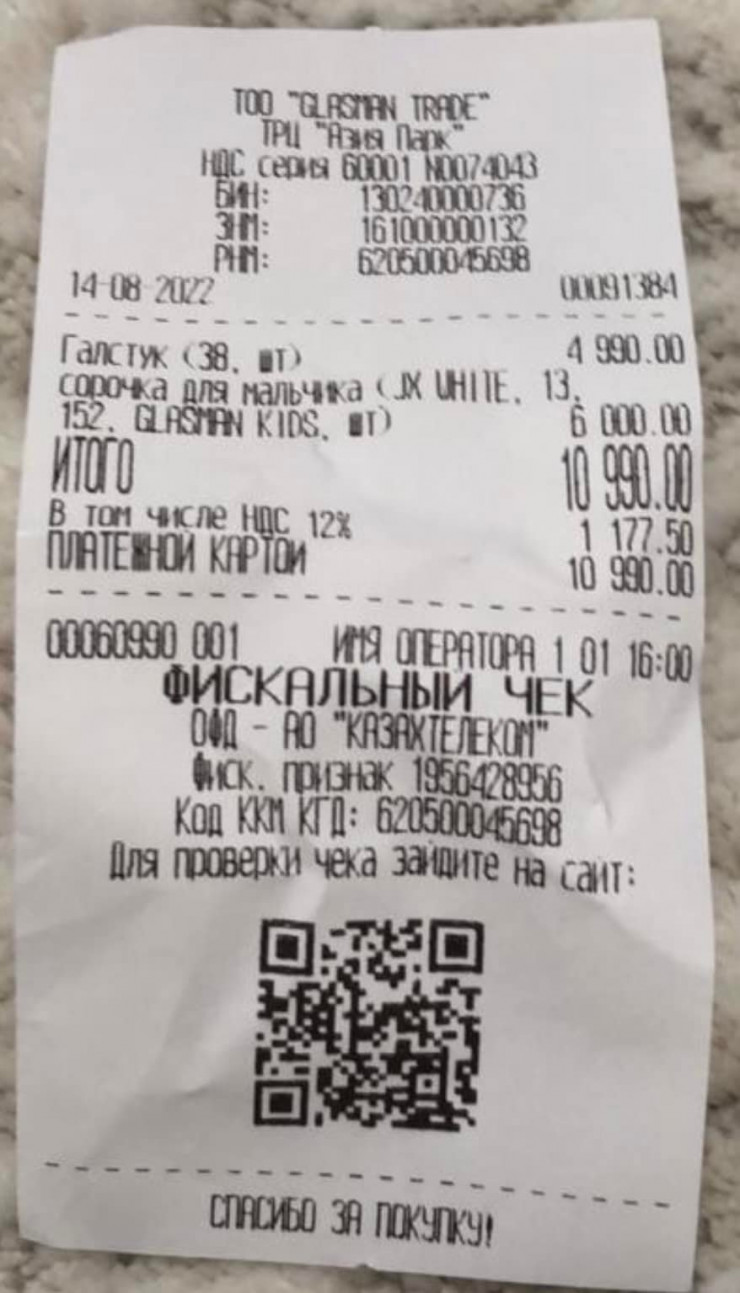 ТОО "GLASMAN TRADE"
ТРЦ "Азия Парк"
НДС серия 60001 N0074043
БИН: 130240000736
ЗНМ: 161000000132
РНМ: 620500045698
14-08-2022 00091384
Галстук (38, шт) 4 990.00
сорочка для мальчика (JX WHITE, 13,
152, GLASMAN KIDS, шт) 6 000.00
ИТОГО 10 990.00
В том числе НДС 12% 1 177.50
ПЛАТЕЖНОЙ КАРТОЙ 10 990.00
00060990 001 ИМЯ ОПЕРАТОРА 1 01 16:00
ФИСКАЛЬНЫЙ ЧЕК
ОФД - АО "КАЗАХТЕЛЕКОМ"
Фиск. признак 1956428956
Код ККМ КГД: 620500045698
Для проверки чека зайдите на сайт:
СПАСИБО ЗА ПОКУПКУ!